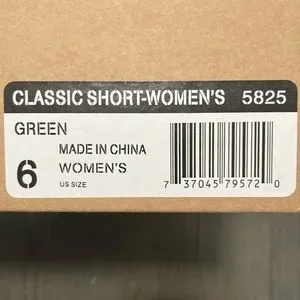 CLASSIC SHORT-WOMEN'S 5825
GREEN
MADE IN CHINA
6 WOMEN'S
US SIZE
7 37045 79572 0